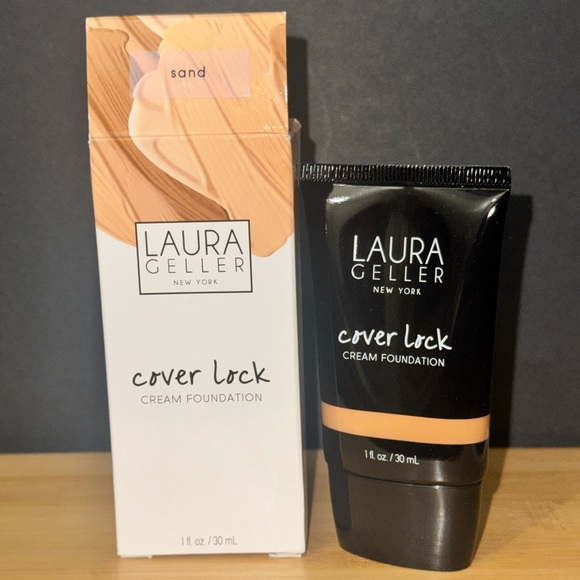 sand
LAURA
GELLER
NEW YORK
cover lock
CREAM FOUNDATION
1 fl. oz. / 30 mL
LAURA
GELLER
NEW YORK
cover lock
CREAM FOUNDATION
1 fl. oz. / 30 mL